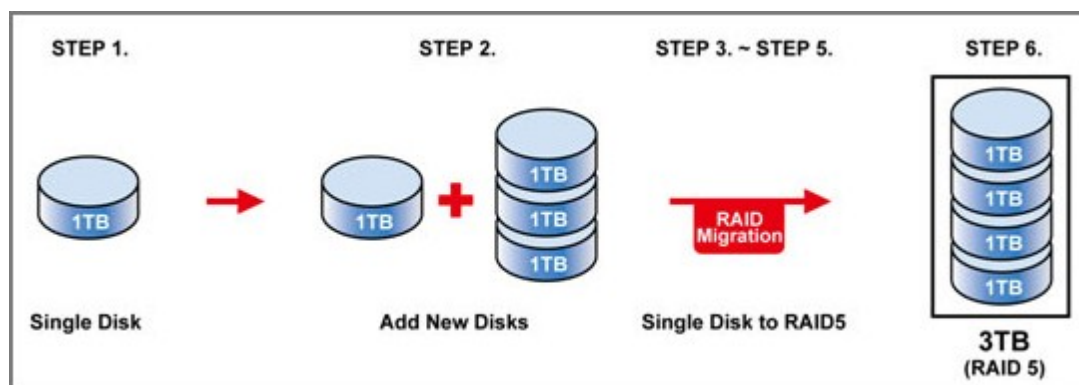 STEP 1.
STEP 2.
STEP 3. ~ STEP 5.
STEP 6.
1TB
1TB
1TB
1TB
1TB
RAID
Migration
1TB
1TB
1TB
1TB
Single Disk
Add New Disks
Single Disk to RAID5
3TB
(RAID 5)